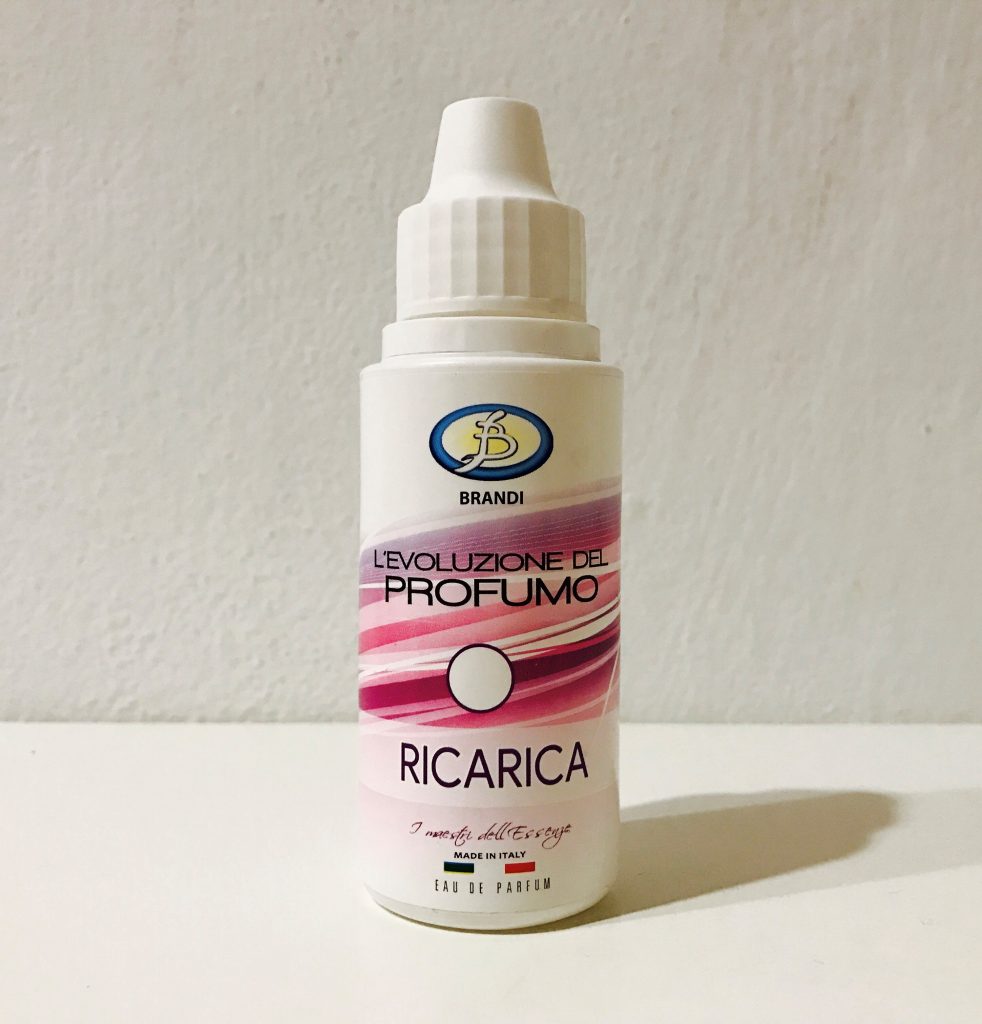 B
BRANDI
L'EVOLUZIONE DEL
PROFUMO
RICARICA
I maestri dell'Essenze
MADE IN ITALY
EAU DE PARFUM